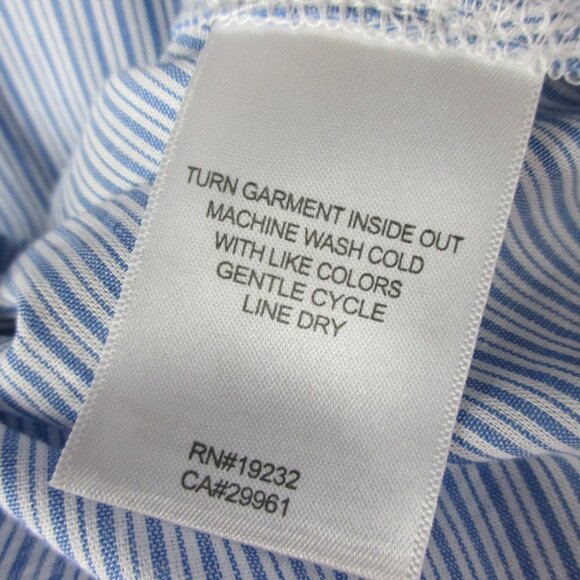 TURN GARMENT INSIDE OUT
MACHINE WASH COLD
WITH LIKE COLORS
GENTLE CYCLE
LINE DRY
RN#19232
CA#29961